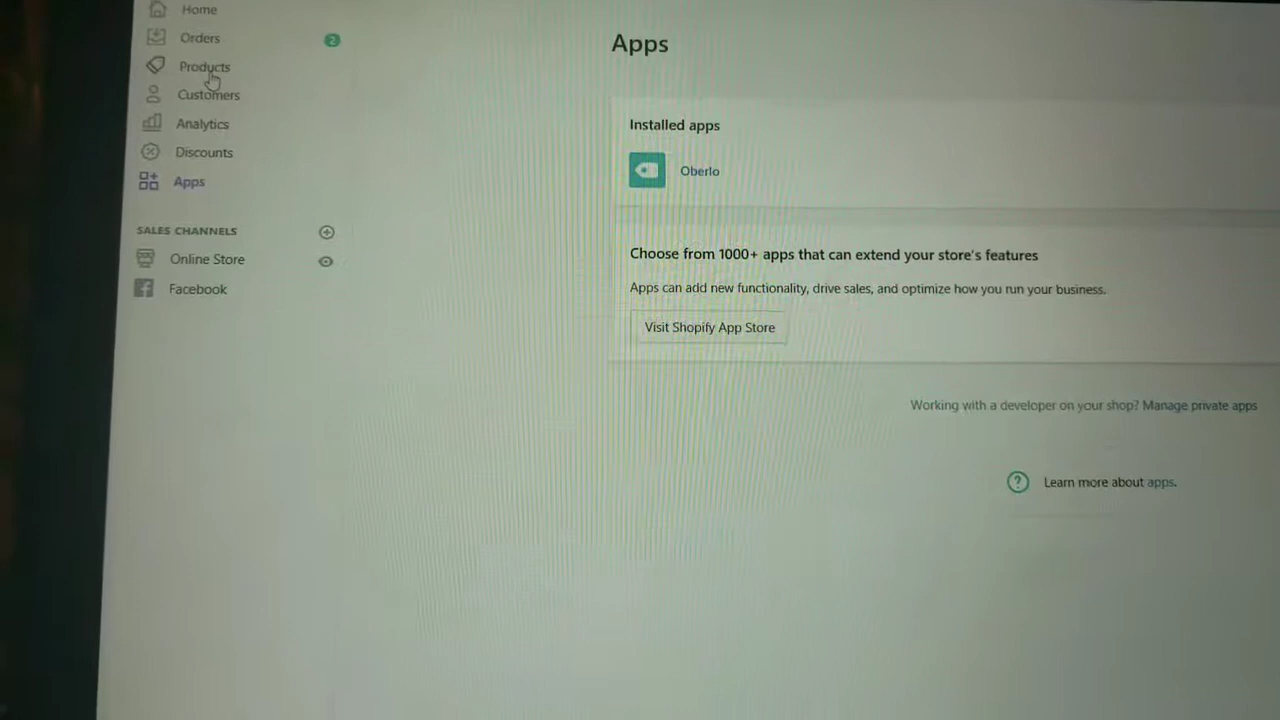 Home
Orders 2
Products
Customers
Analytics
Discounts
Apps
SALES CHANNELS
Online Store
Facebook
Apps
Installed apps
Oberlo
Choose from 1000+ apps that can extend your store's features
Apps can add new functionality, drive sales, and optimize how you run your business.
Visit Shopify App Store
Working with a developer on your shop? Manage private apps
Learn more about apps.